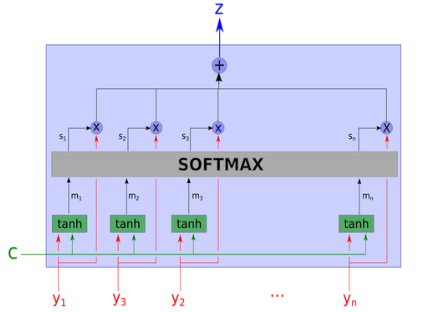 Z
+
X X X X
s1 s2 s3 sn
SOFTMAX
m1 m2 m3 mn
tanh tanh tanh tanh
C
y1 y3 y2 ... yn